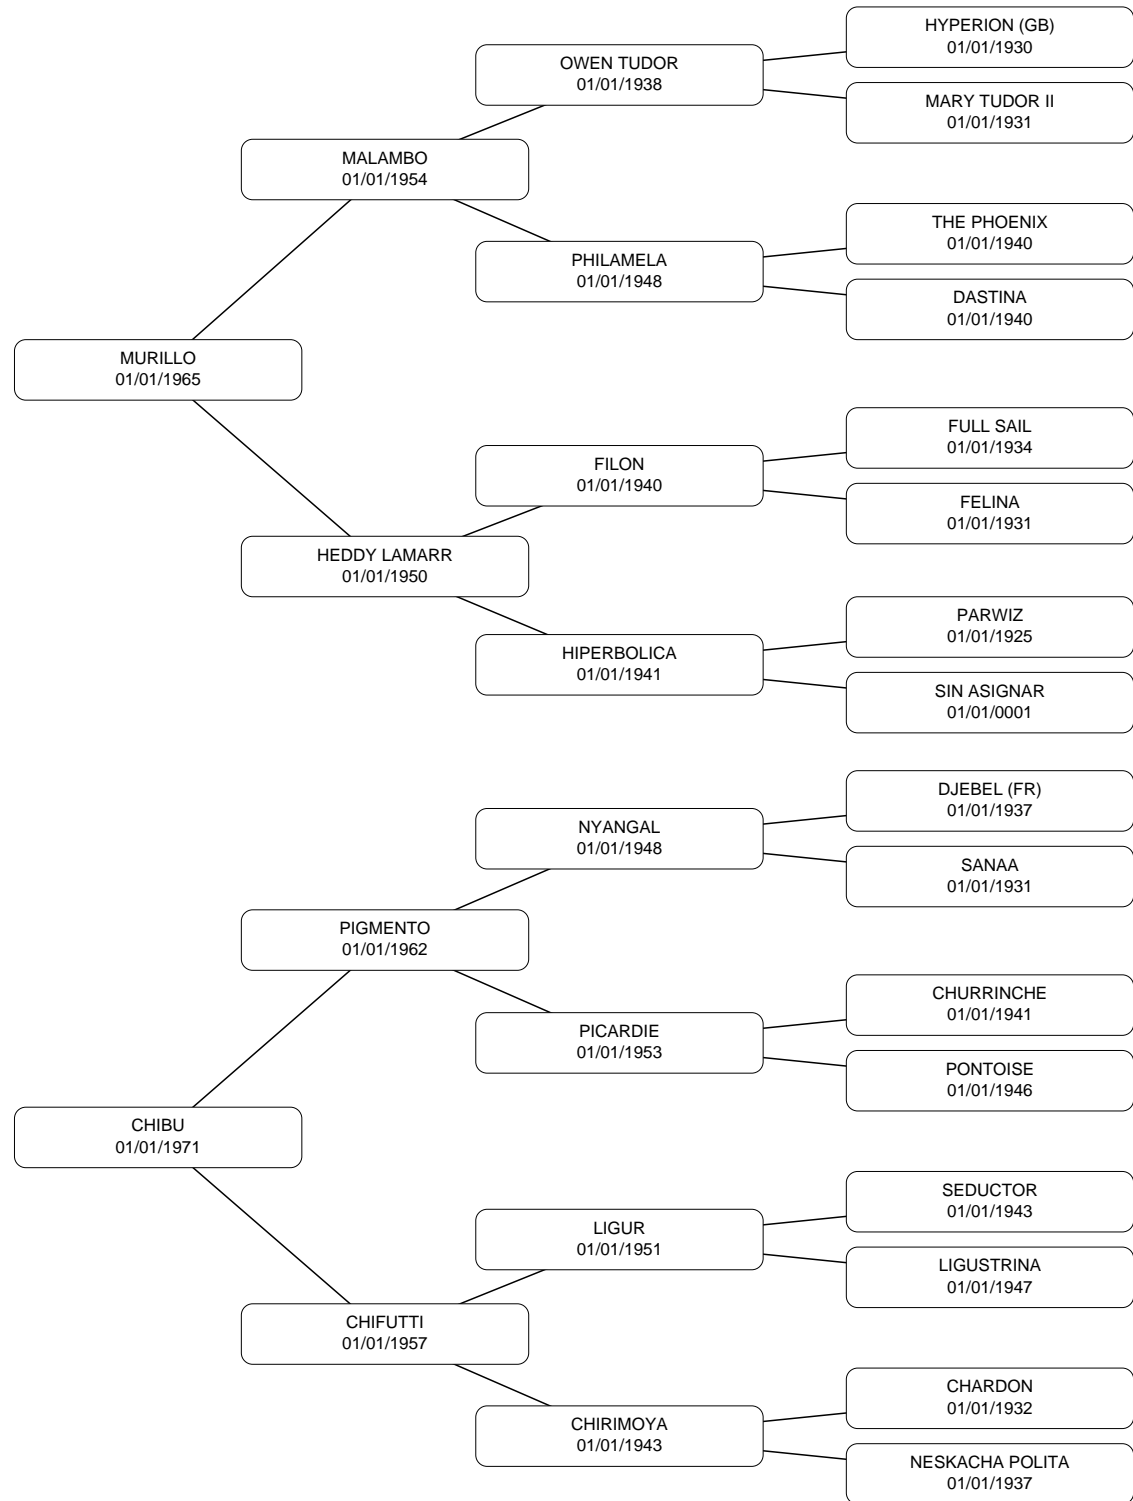 HYPERION (GB)
01/01/1930
OWEN TUDOR
01/01/1938
MARY TUDOR II
01/01/1931
MALAMBO
01/01/1954
THE PHOENIX
01/01/1940
PHILAMELA
01/01/1948
DASTINA
01/01/1940
MURILLO
01/01/1965
FULL SAIL
01/01/1934
FILON
01/01/1940
FELINA
01/01/1931
HEDDY LAMARR
01/01/1950
PARWIZ
01/01/1925
HIPERBOLICA
01/01/1941
SIN ASIGNAR
01/01/0001
DJEBEL (FR)
01/01/1937
NYANGAL
01/01/1948
SANAA
01/01/1931
PIGMENTO
01/01/1962
CHURRINCHE
01/01/1941
PICARDIE
01/01/1953
PONTOISE
01/01/1946
CHIBU
01/01/1971
SEDUCTOR
01/01/1943
LIGUR
01/01/1951
LIGUSTRINA
01/01/1947
CHIFUTTI
01/01/1957
CHARDON
01/01/1932
CHIRIMOYA
01/01/1943
NESKACHA POLITA
01/01/1937